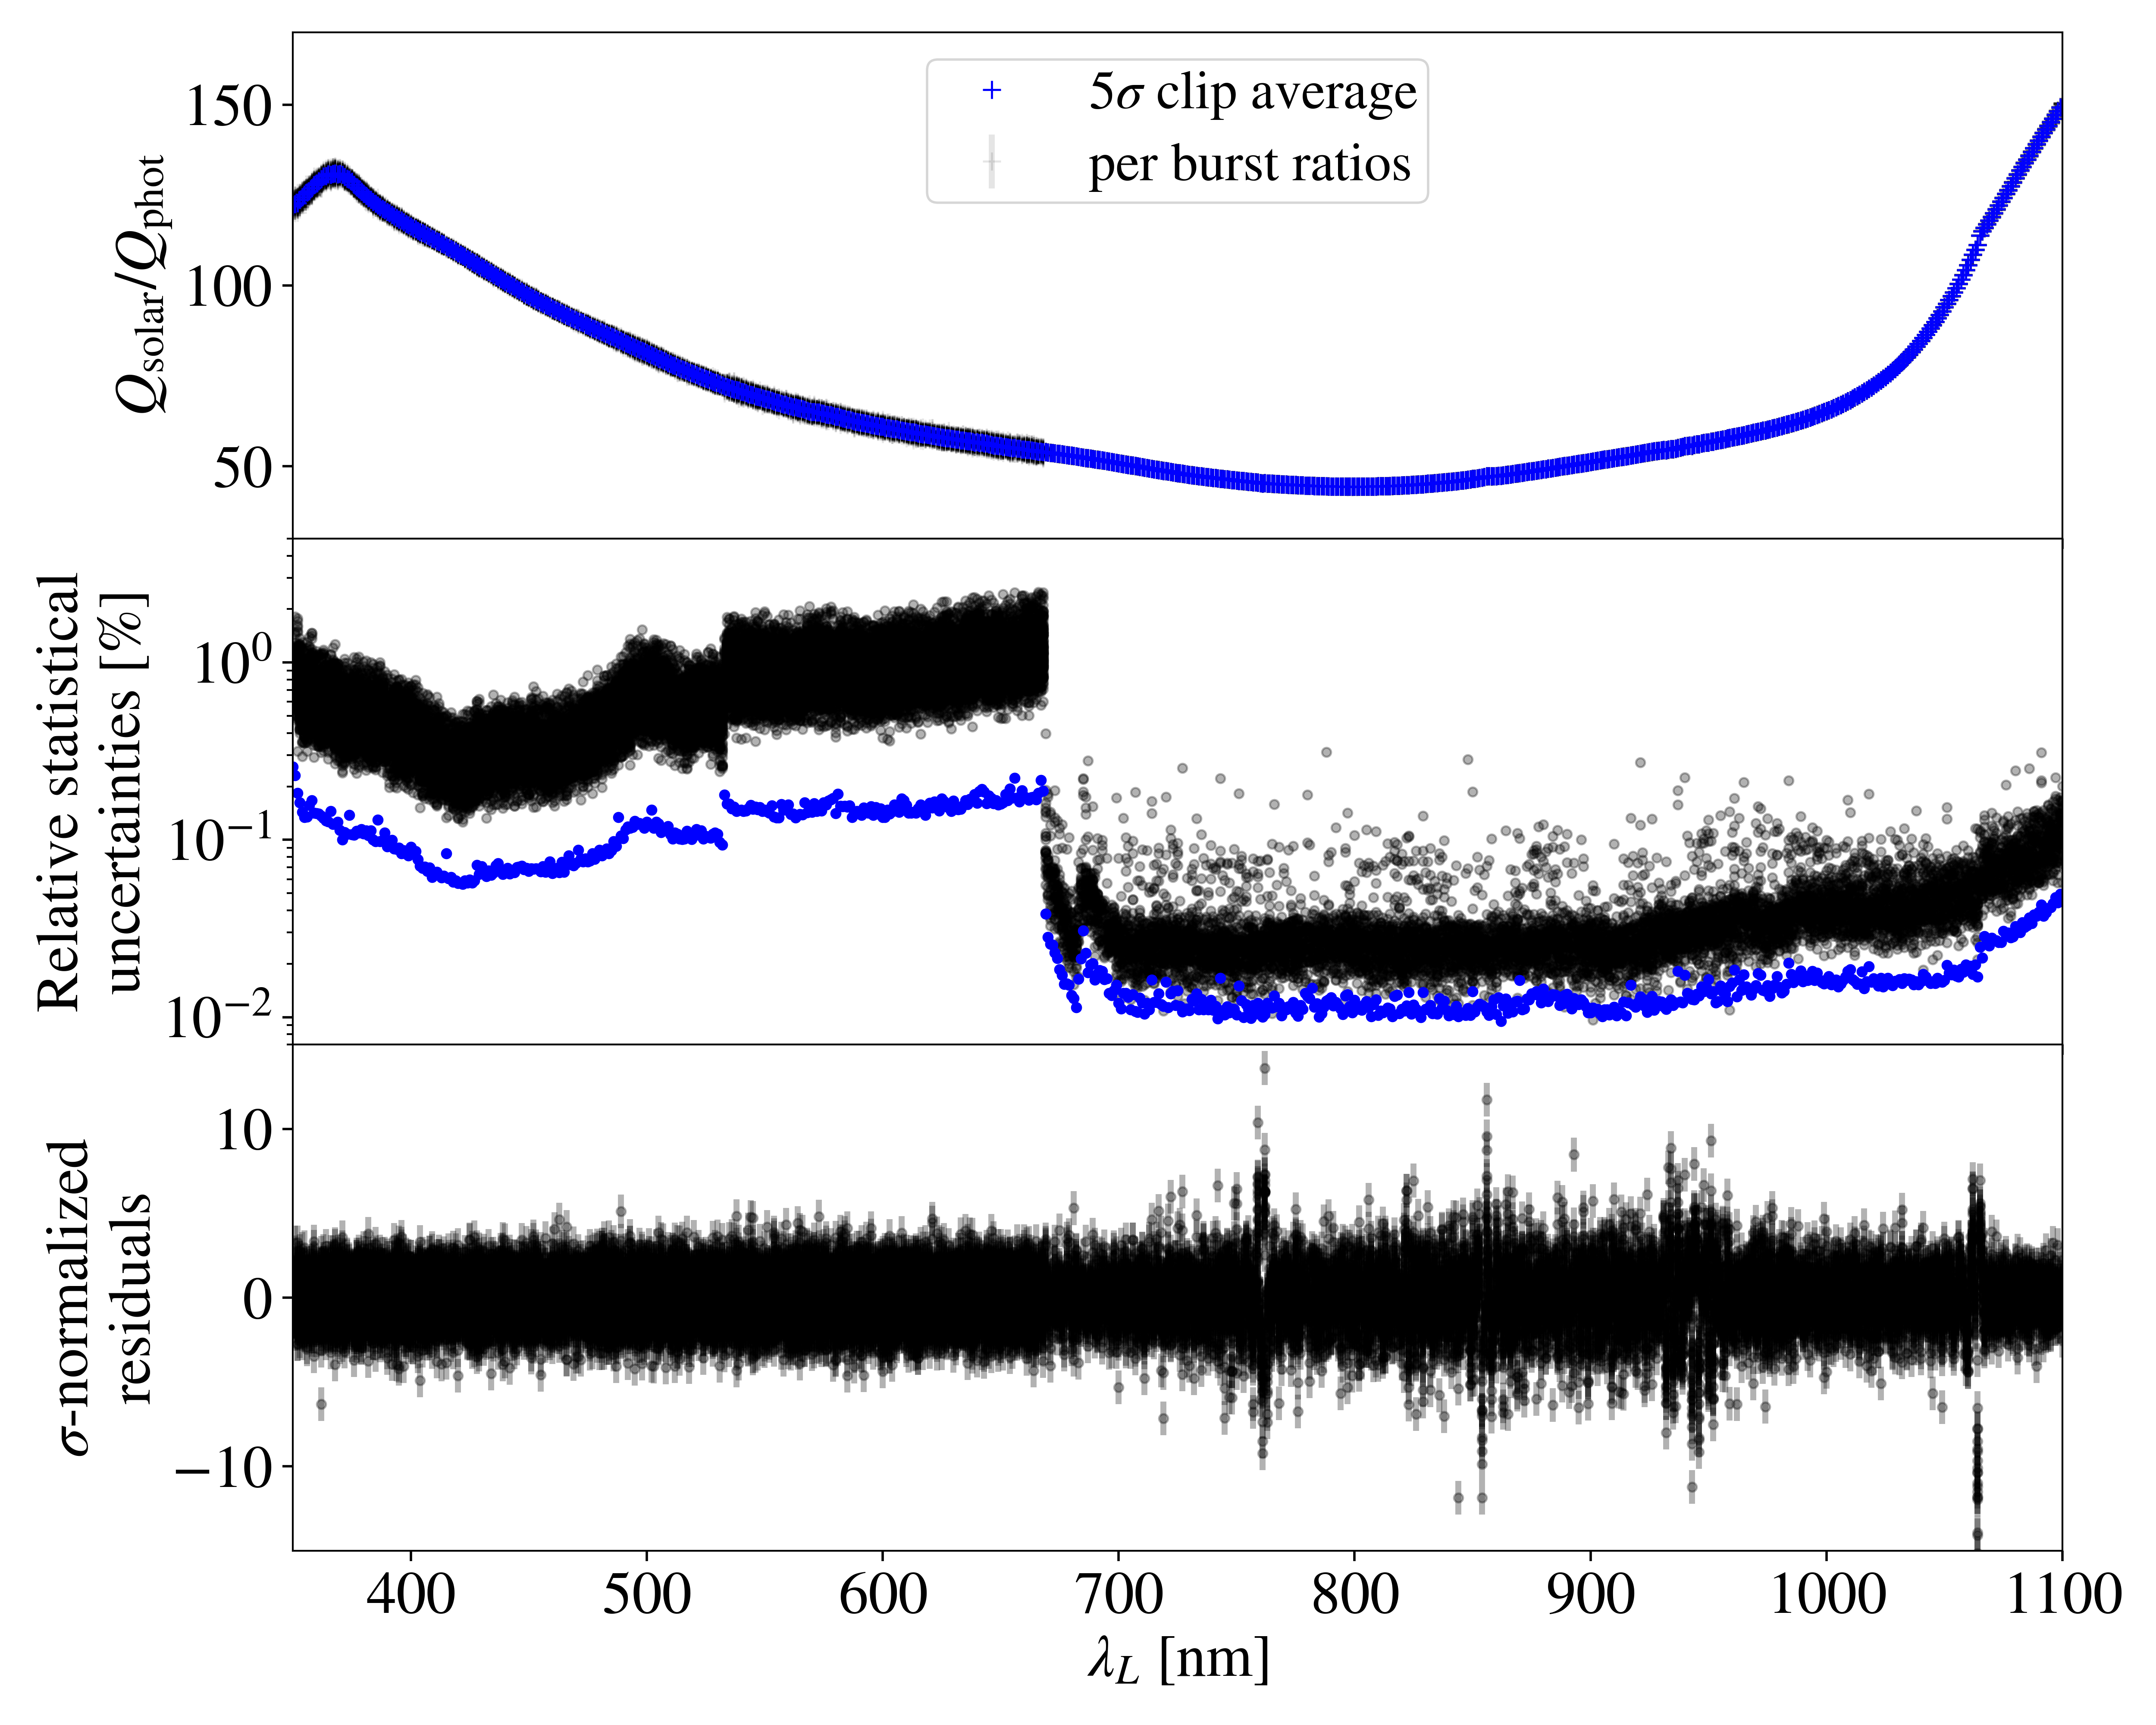 5σ clip average
per burst ratios
Q_solar/Q_phot
150
100
50
Relative statistical
uncertainties [%]
10^0
10^−1
10^−2
σ-normalized
residuals
10
0
−10
400 500 600 700 800 900 1000 1100
λ_L [nm]